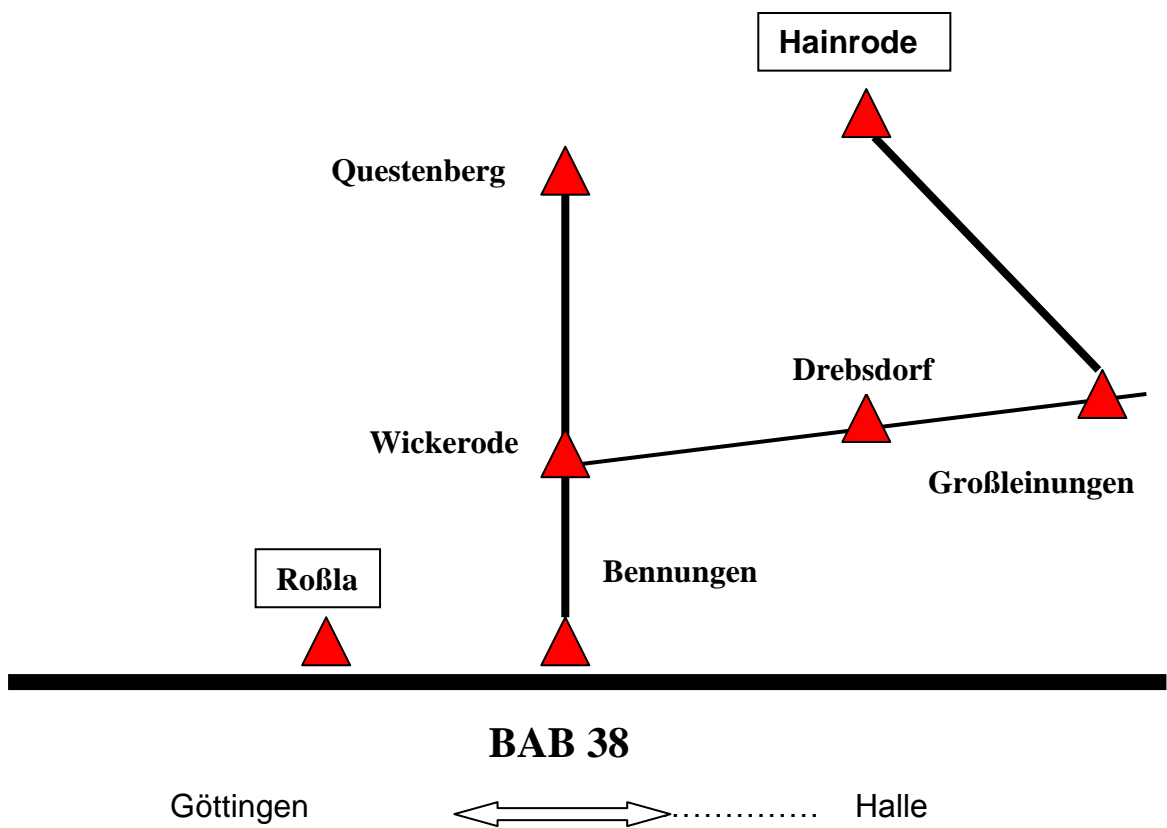 Hainrode
Questenberg
Drebsdorf
Wickerode
Großleinungen
Roßla
Bennungen
BAB 38
Göttingen ............... Halle